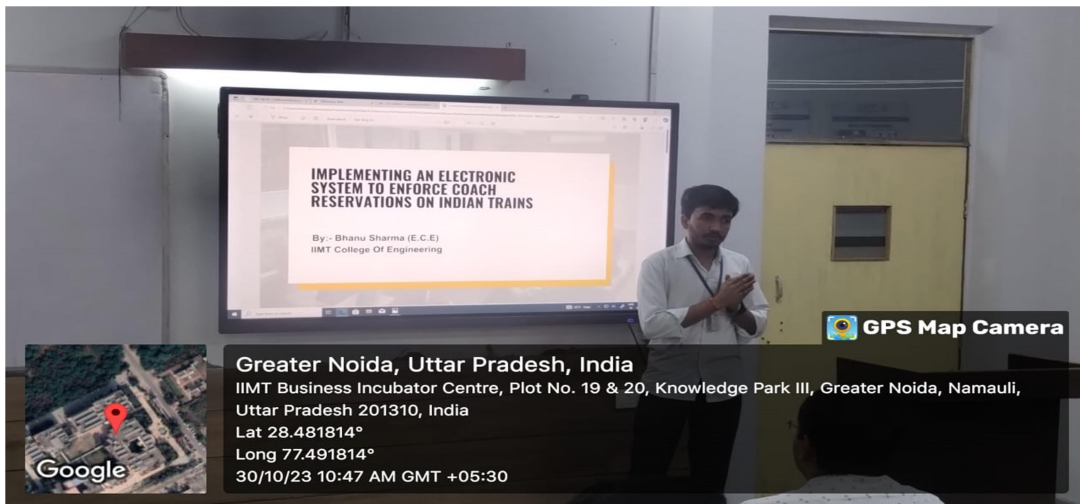 IMPLEMENTING AN ELECTRONIC
SYSTEM TO ENFORCE COACH
RESERVATIONS ON INDIAN TRAINS
By:- Bhanu Sharma (E.C.E)
IIMT College Of Engineering
GPS Map Camera
Greater Noida, Uttar Pradesh, India
IIMT Business Incubator Centre, Plot No. 19 & 20, Knowledge Park III, Greater Noida, Namauli,
Uttar Pradesh 201310, India
Lat 28.481814°
Long 77.491814°
30/10/23 10:47 AM GMT +05:30
Google